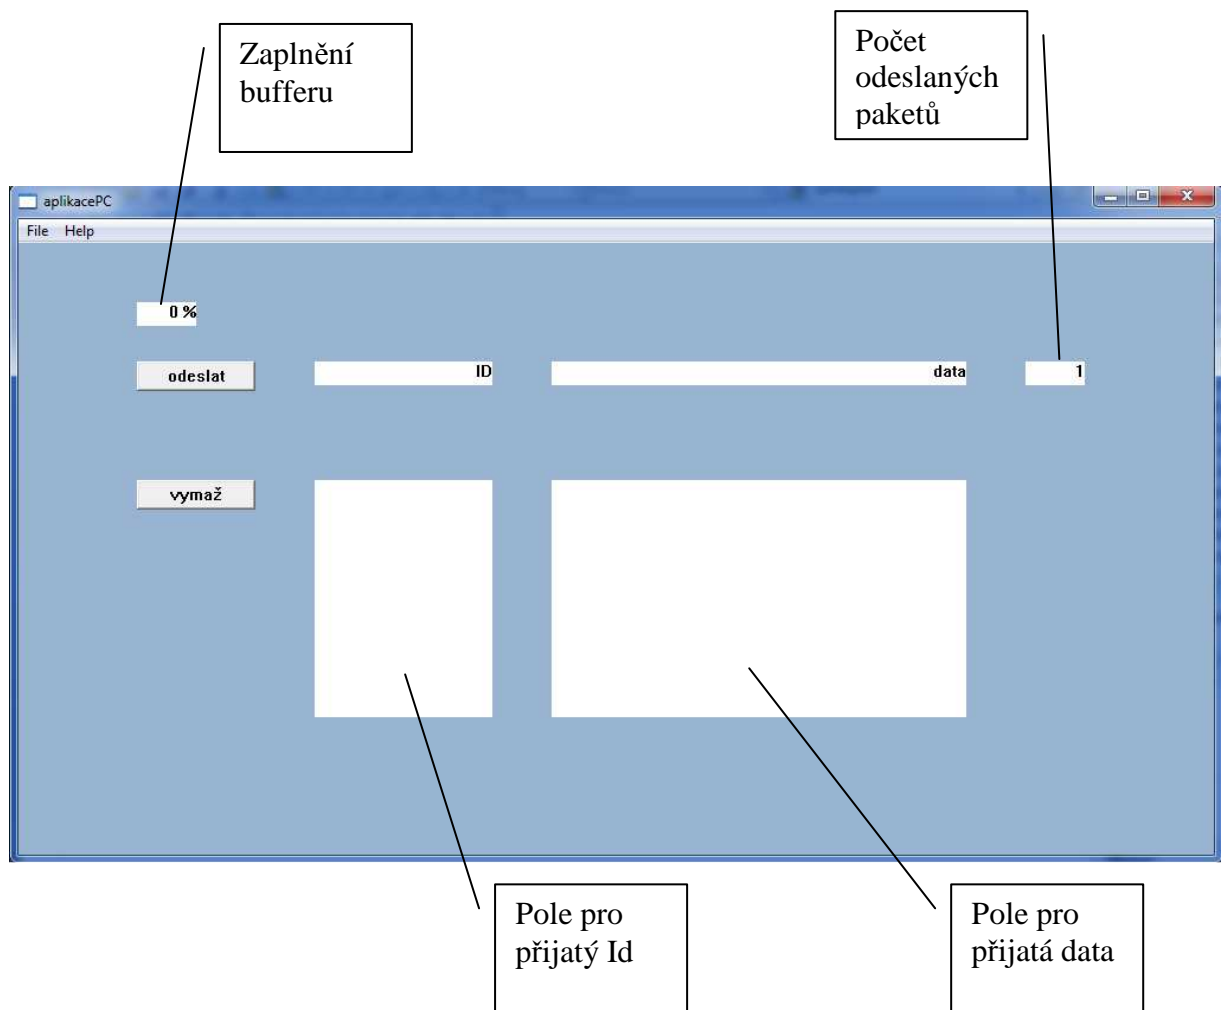 Zaplnění
bufferu
Počet
odeslaných
paketů
aplikacePC
File Help
0 %
odeslat
ID
data
1
vymaž
Pole pro
přijatý Id
Pole pro
přijatá data